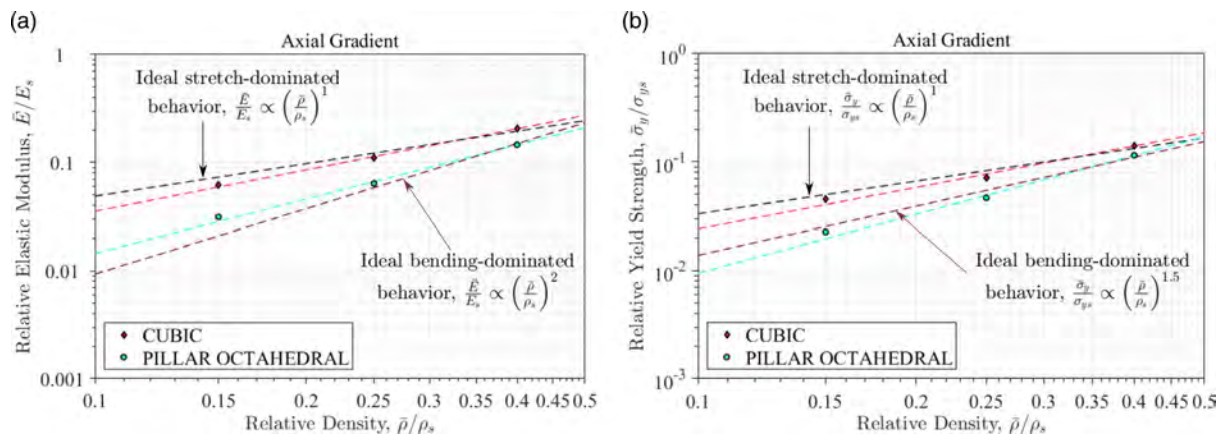 (a)
Axial Gradient
1
0.1
0.01
0.001
Relative Elastic Modulus, Ē/E_s
Ideal stretch-dominated
behavior, Ē/E_s ∝ (ρ̄/ρ_s)^1
Ideal bending-dominated
behavior, Ē/E_s ∝ (ρ̄/ρ_s)^2
CUBIC
PILLAR OCTAHEDRAL
0.1 0.15 0.2 0.25 0.3 0.35 0.4 0.45 0.5
Relative Density, ρ̄/ρ_s
(b)
Axial Gradient
10^0
10^-1
10^-2
10^-3
Relative Yield Strength, σ̄_y/σ_ys
Ideal stretch-dominated
behavior, σ̄_y/σ_ys ∝ (ρ̄/ρ_s)^1
Ideal bending-dominated
behavior, σ̄_y/σ_ys ∝ (ρ̄/ρ_s)^1.5
CUBIC
PILLAR OCTAHEDRAL
0.1 0.15 0.2 0.25 0.3 0.35 0.4 0.45 0.5
Relative Density, ρ̄/ρ_s